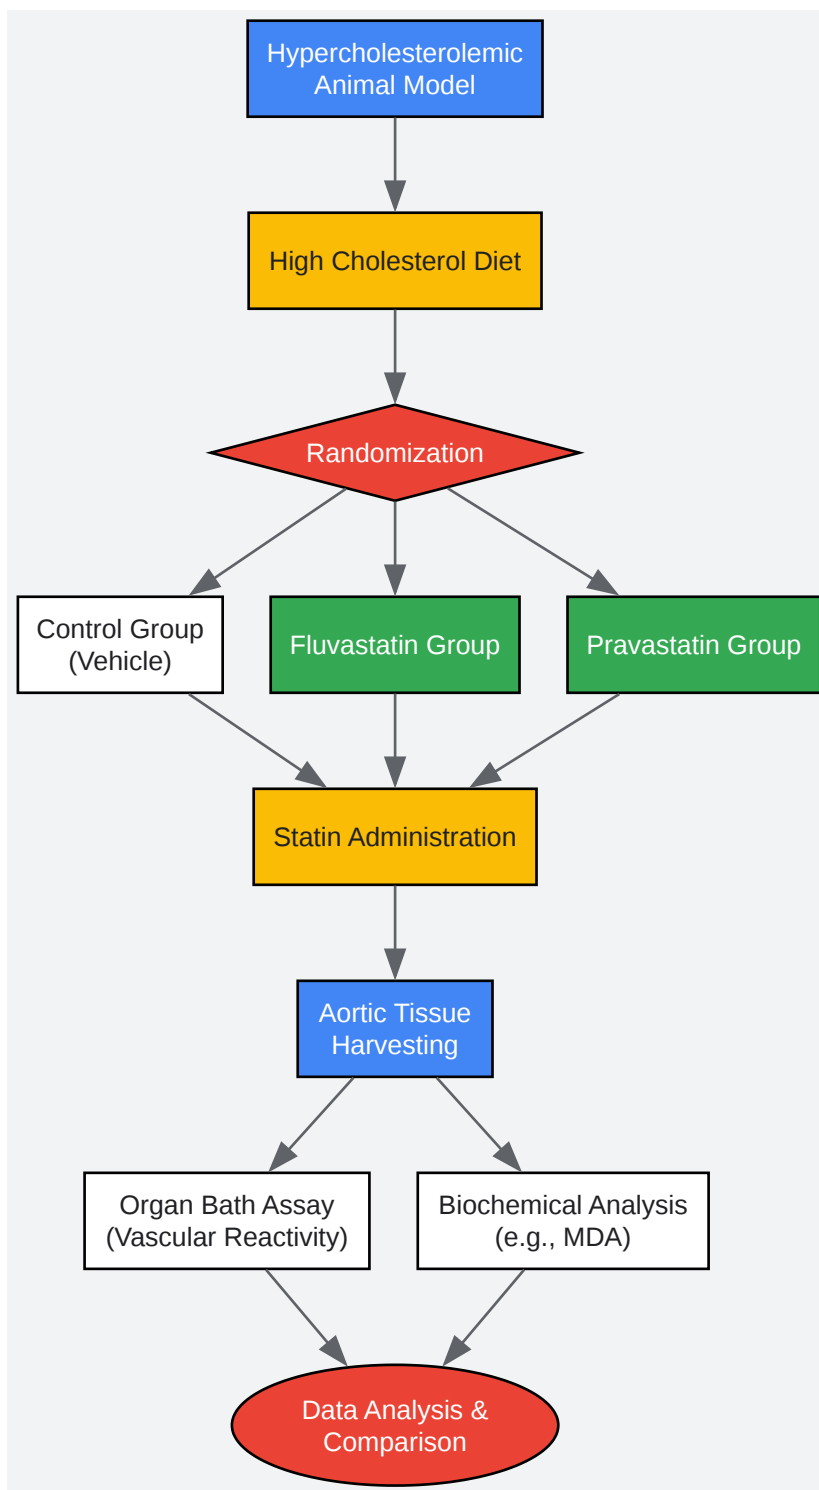 Hypercholesterolemic
Animal Model
High Cholesterol Diet
Randomization
Control Group
(Vehicle)
Fluvastatin Group
Pravastatin Group
Statin Administration
Aortic Tissue
Harvesting
Organ Bath Assay
(Vascular Reactivity)
Biochemical Analysis
(e.g., MDA)
Data Analysis &
Comparison